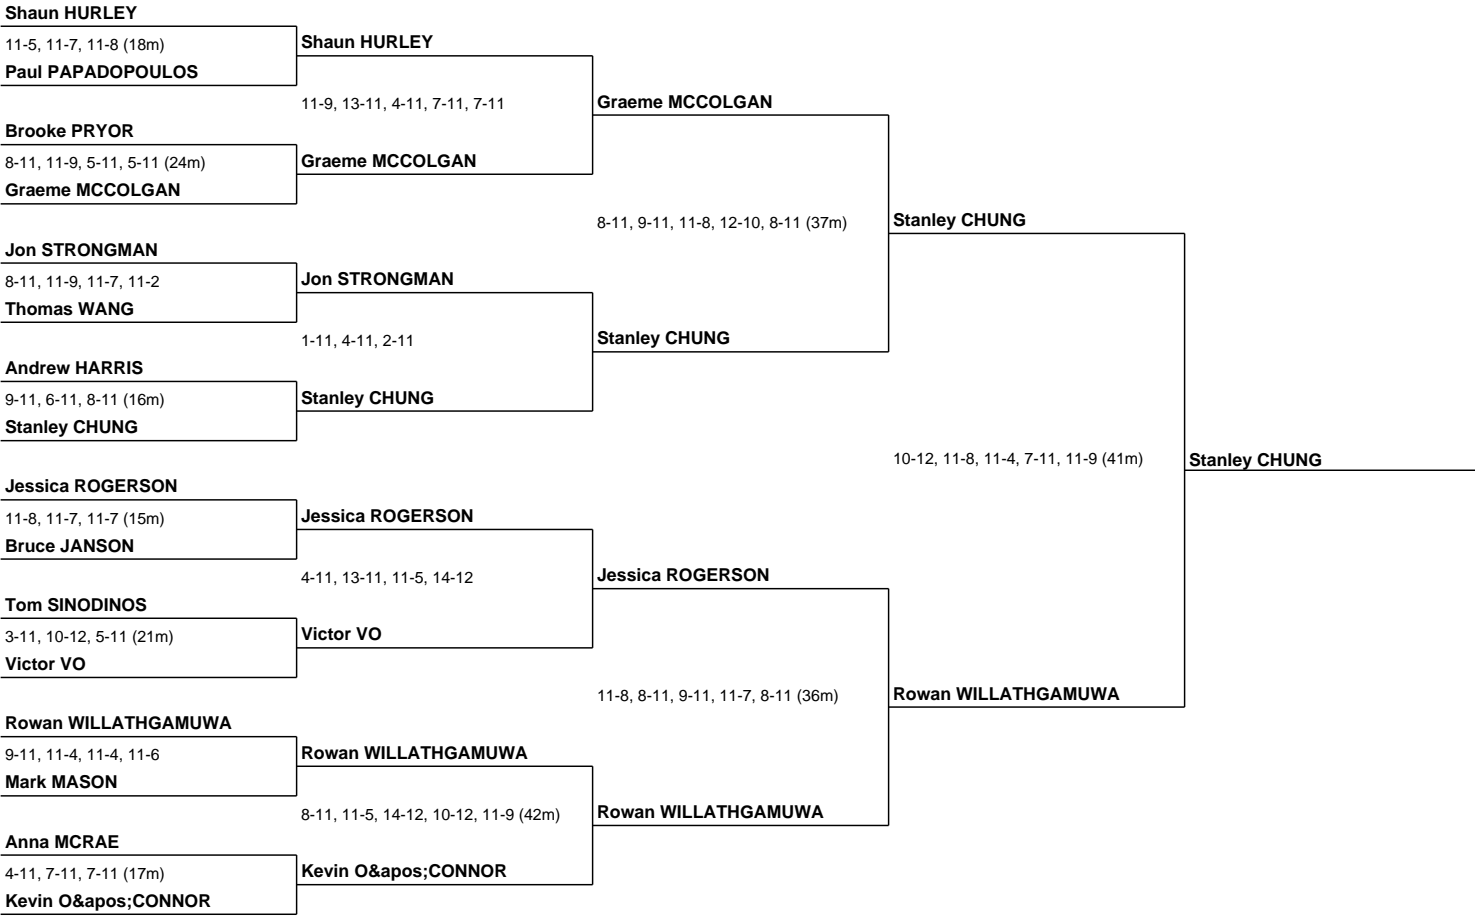 Shaun HURLEY
11-5, 11-7, 11-8 (18m)
Paul PAPADOPOULOS
Brooke PRYOR
8-11, 11-9, 5-11, 5-11 (24m)
Graeme MCCOLGAN
Jon STRONGMAN
8-11, 11-9, 11-7, 11-2
Thomas WANG
Andrew HARRIS
9-11, 6-11, 8-11 (16m)
Stanley CHUNG
Jessica ROGERSON
11-8, 11-7, 11-7 (15m)
Bruce JANSON
Tom SINODINOS
3-11, 10-12, 5-11 (21m)
Victor VO
Rowan WILLATHGAMUWA
9-11, 11-4, 11-4, 11-6
Mark MASON
Anna MCRAE
4-11, 7-11, 7-11 (17m)
Kevin O&apos;CONNOR
Shaun HURLEY
11-9, 13-11, 4-11, 7-11, 7-11
Graeme MCCOLGAN
Jon STRONGMAN
1-11, 4-11, 2-11
Stanley CHUNG
Jessica ROGERSON
4-11, 13-11, 11-5, 14-12
Victor VO
Rowan WILLATHGAMUWA
8-11, 11-5, 14-12, 10-12, 11-9 (42m)
Kevin O&apos;CONNOR
Graeme MCCOLGAN
8-11, 9-11, 11-8, 12-10, 8-11 (37m)
Stanley CHUNG
Jessica ROGERSON
11-8, 8-11, 9-11, 11-7, 8-11 (36m)
Rowan WILLATHGAMUWA
Stanley CHUNG
10-12, 11-8, 11-4, 7-11, 11-9 (41m)
Rowan WILLATHGAMUWA
Stanley CHUNG